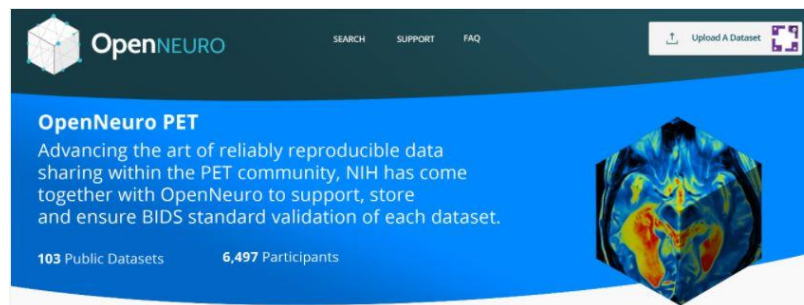 OpenNEURO
SEARCH SUPPORT FAQ
Upload A Dataset
OpenNeuro PET
Advancing the art of reliably reproducible data
sharing within the PET community, NIH has come
together with OpenNeuro to support, store
and ensure BIDS standard validation of each dataset.
103 Public Datasets 6,497 Participants